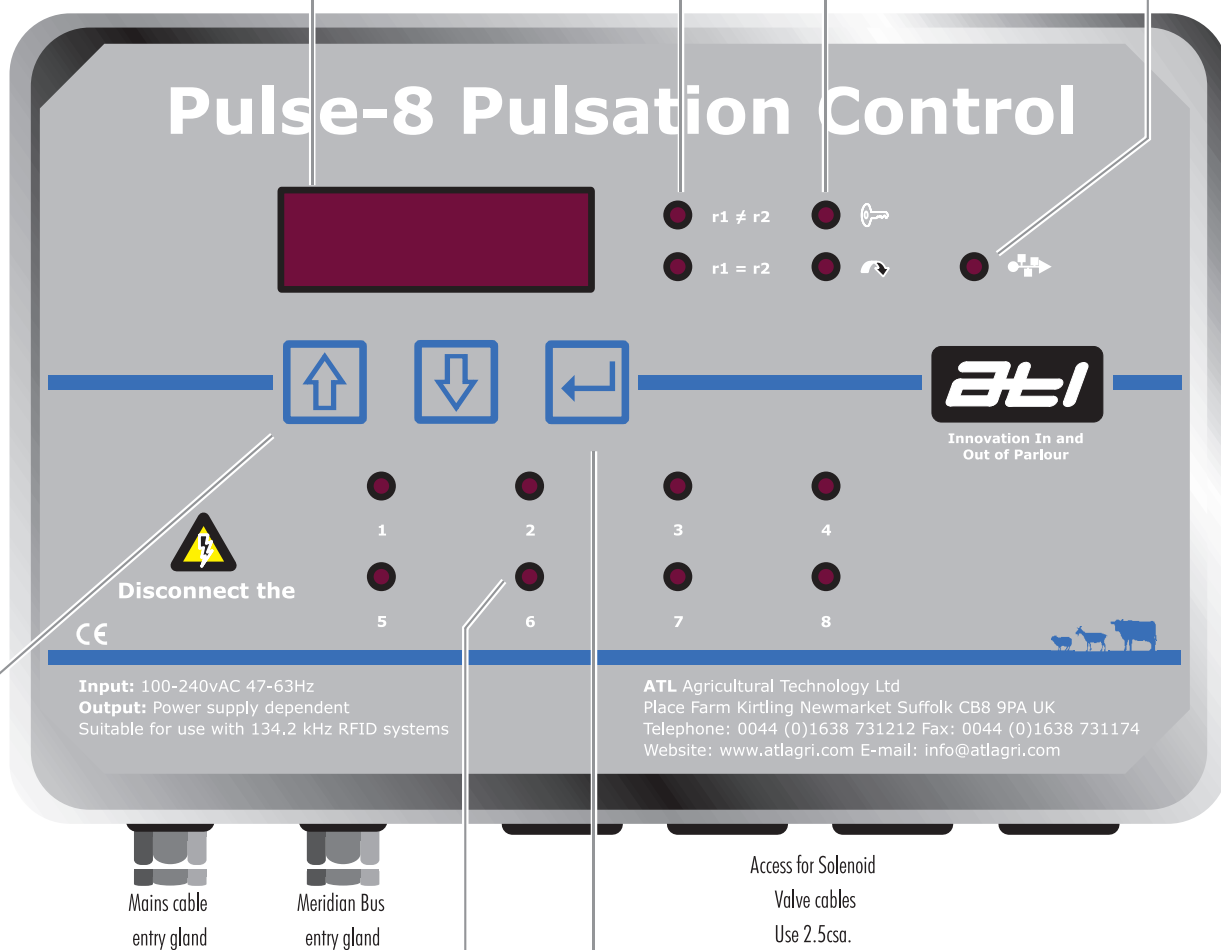 Pulse-8 Pulsation Control
r1 ≠ r2
r1 = r2
atl
Innovation In and
Out of Parlour
1 2 3 4
Disconnect the
5 6 7 8
CE
Input: 100-240vAC 47-63Hz
Output: Power supply dependent
Suitable for use with 134.2 kHz RFID systems
ATL Agricultural Technology Ltd
Place Farm Kirtling Newmarket Suffolk CB8 9PA UK
Telephone: 0044 (0)1638 731212 Fax: 0044 (0)1638 731174
Website: www.atlagri.com E-mail: info@atlagri.com
Mains cable
entry gland
Meridian Bus
entry gland
Access for Solenoid
Valve cables
Use 2.5csa.